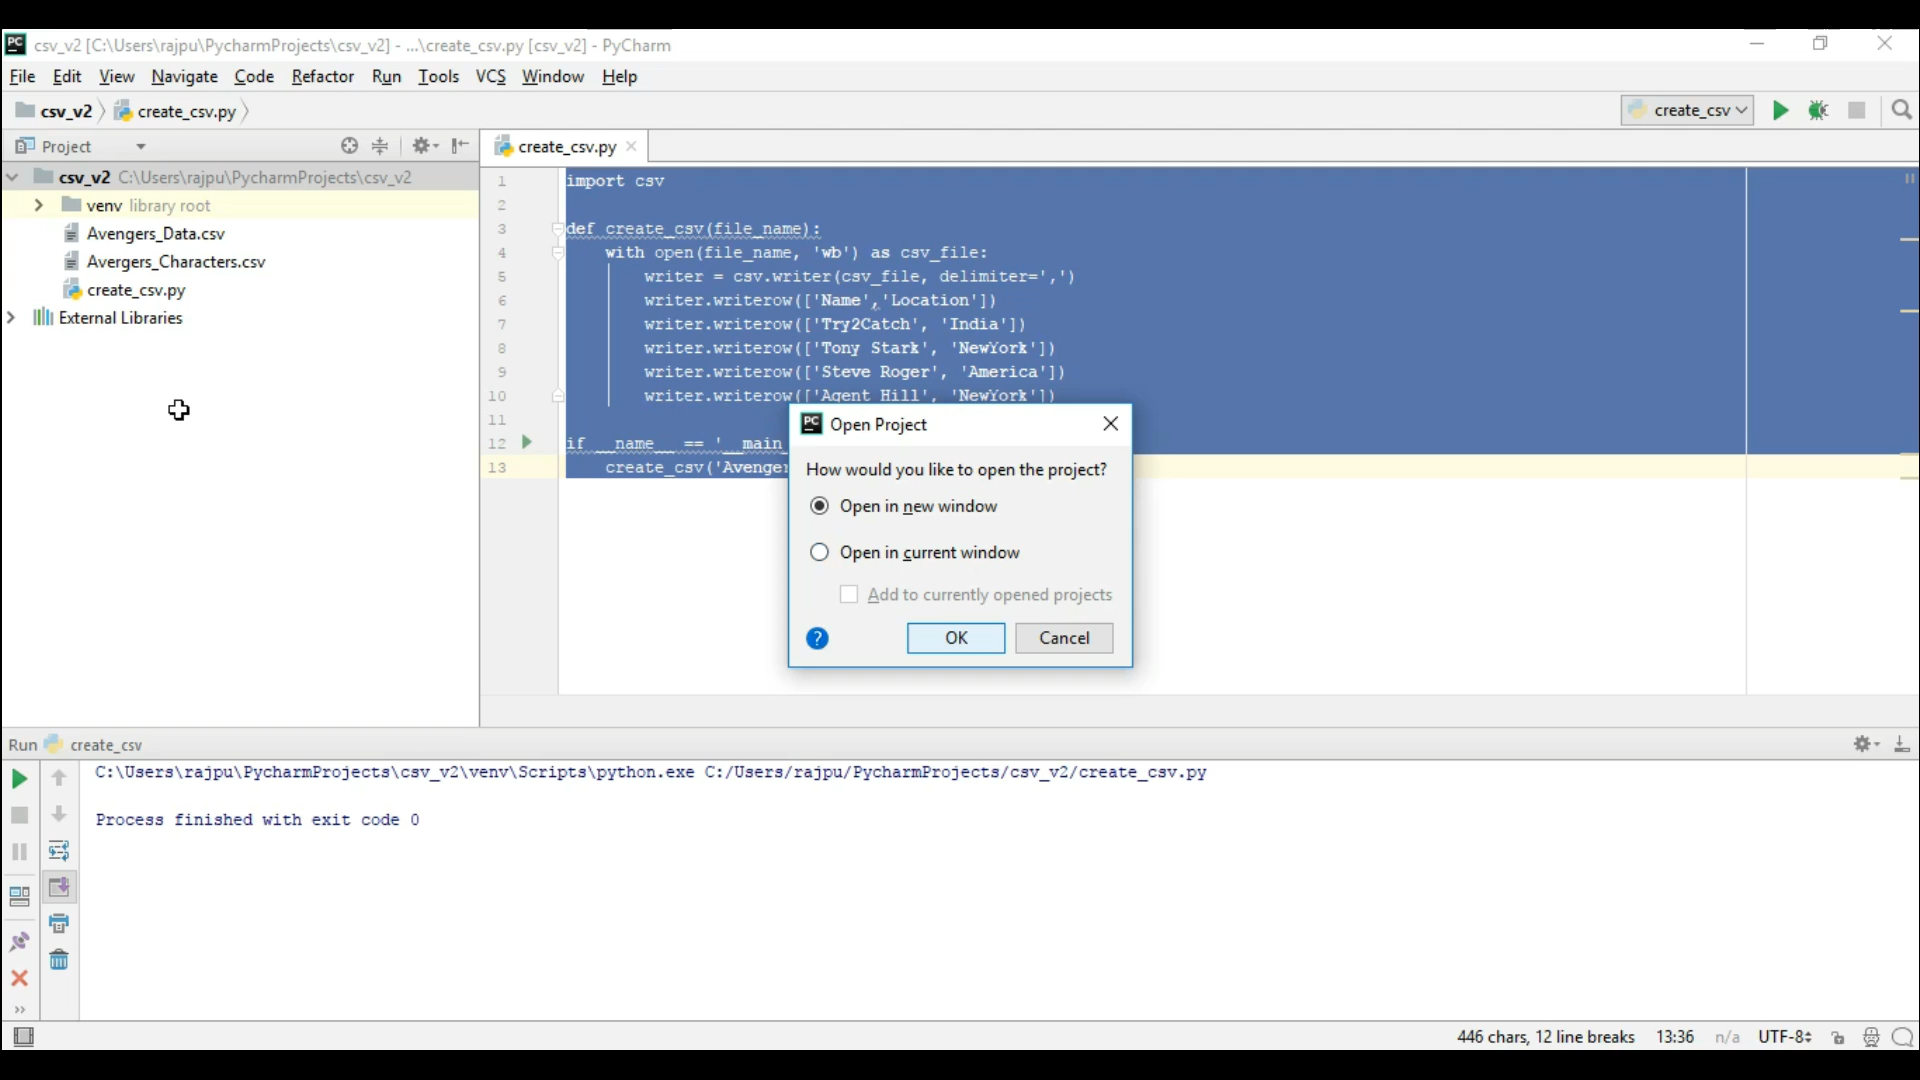 csv_v2 [C:\Users\rajpu\PycharmProjects\csv_v2] - ...\create_csv.py [csv_v2] - PyCharm
File Edit View Navigate Code Refactor Run Tools VCS Window Help
csv_v2 create_csv.py
create_csv
Project
create_csv.py
csv_v2 C:\Users\rajpu\PycharmProjects\csv_v2
venv library root
Avengers_Data.csv
Avergers_Characters.csv
create_csv.py
External Libraries
1 import csv
2
3 def create_csv(file_name):
4 with open(file_name, 'wb') as csv_file:
5 writer = csv.writer(csv_file, delimiter=',')
6 writer.writerow(['Name','Location'])
7 writer.writerow(['Try2Catch', 'India'])
8 writer.writerow(['Tony Stark', 'NewYork'])
9 writer.writerow(['Steve Roger', 'America'])
10 writer.writerow(['Agent Hill', 'NewYork'])
11
12 if __name__ == '__main
13 create_csv('Avenger
Open Project
How would you like to open the project?
Open in new window
Open in current window
Add to currently opened projects
? OK Cancel
Run create_csv
C:\Users\rajpu\PycharmProjects\csv_v2\venv\Scripts\python.exe C:/Users/rajpu/PycharmProjects/csv_v2/create_csv.py
Process finished with exit code 0
446 chars, 12 line breaks 13:36 n/a UTF-8